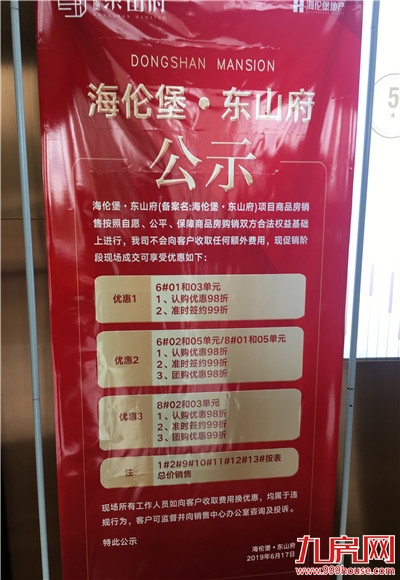 东山府
海伦堡地产
DONGSHAN MANSION
海伦堡·东山府
公示
海伦堡·东山府(备案名:海伦堡·东山府)项目商品房销
售按照自愿、公平、保障商品房购销双方合法权益基础
上进行，我司不会向客户收取任何额外费用，现促销阶
段现场成交可享受优惠如下：
优惠1
6#01和03单元
1、认购优惠98折
2、准时签约99折
优惠2
6#02和05单元/8#01和05单元
1、认购优惠98折
2、准时签约98折
3、团购优惠98折
优惠3
8#02和03单元
1、认购优惠98折
2、准时签约99折
3、团购优惠99折
注
1#2#9#10#11#12#13#按表
总价销售
现场所有工作人员如向客户收取费用换优惠，均属于
违规行为，客户可监督并向销售中心办公室咨询及投诉。
特此公示
海伦堡·东山府
2019年6月17日
5
九房网
www.999house.com